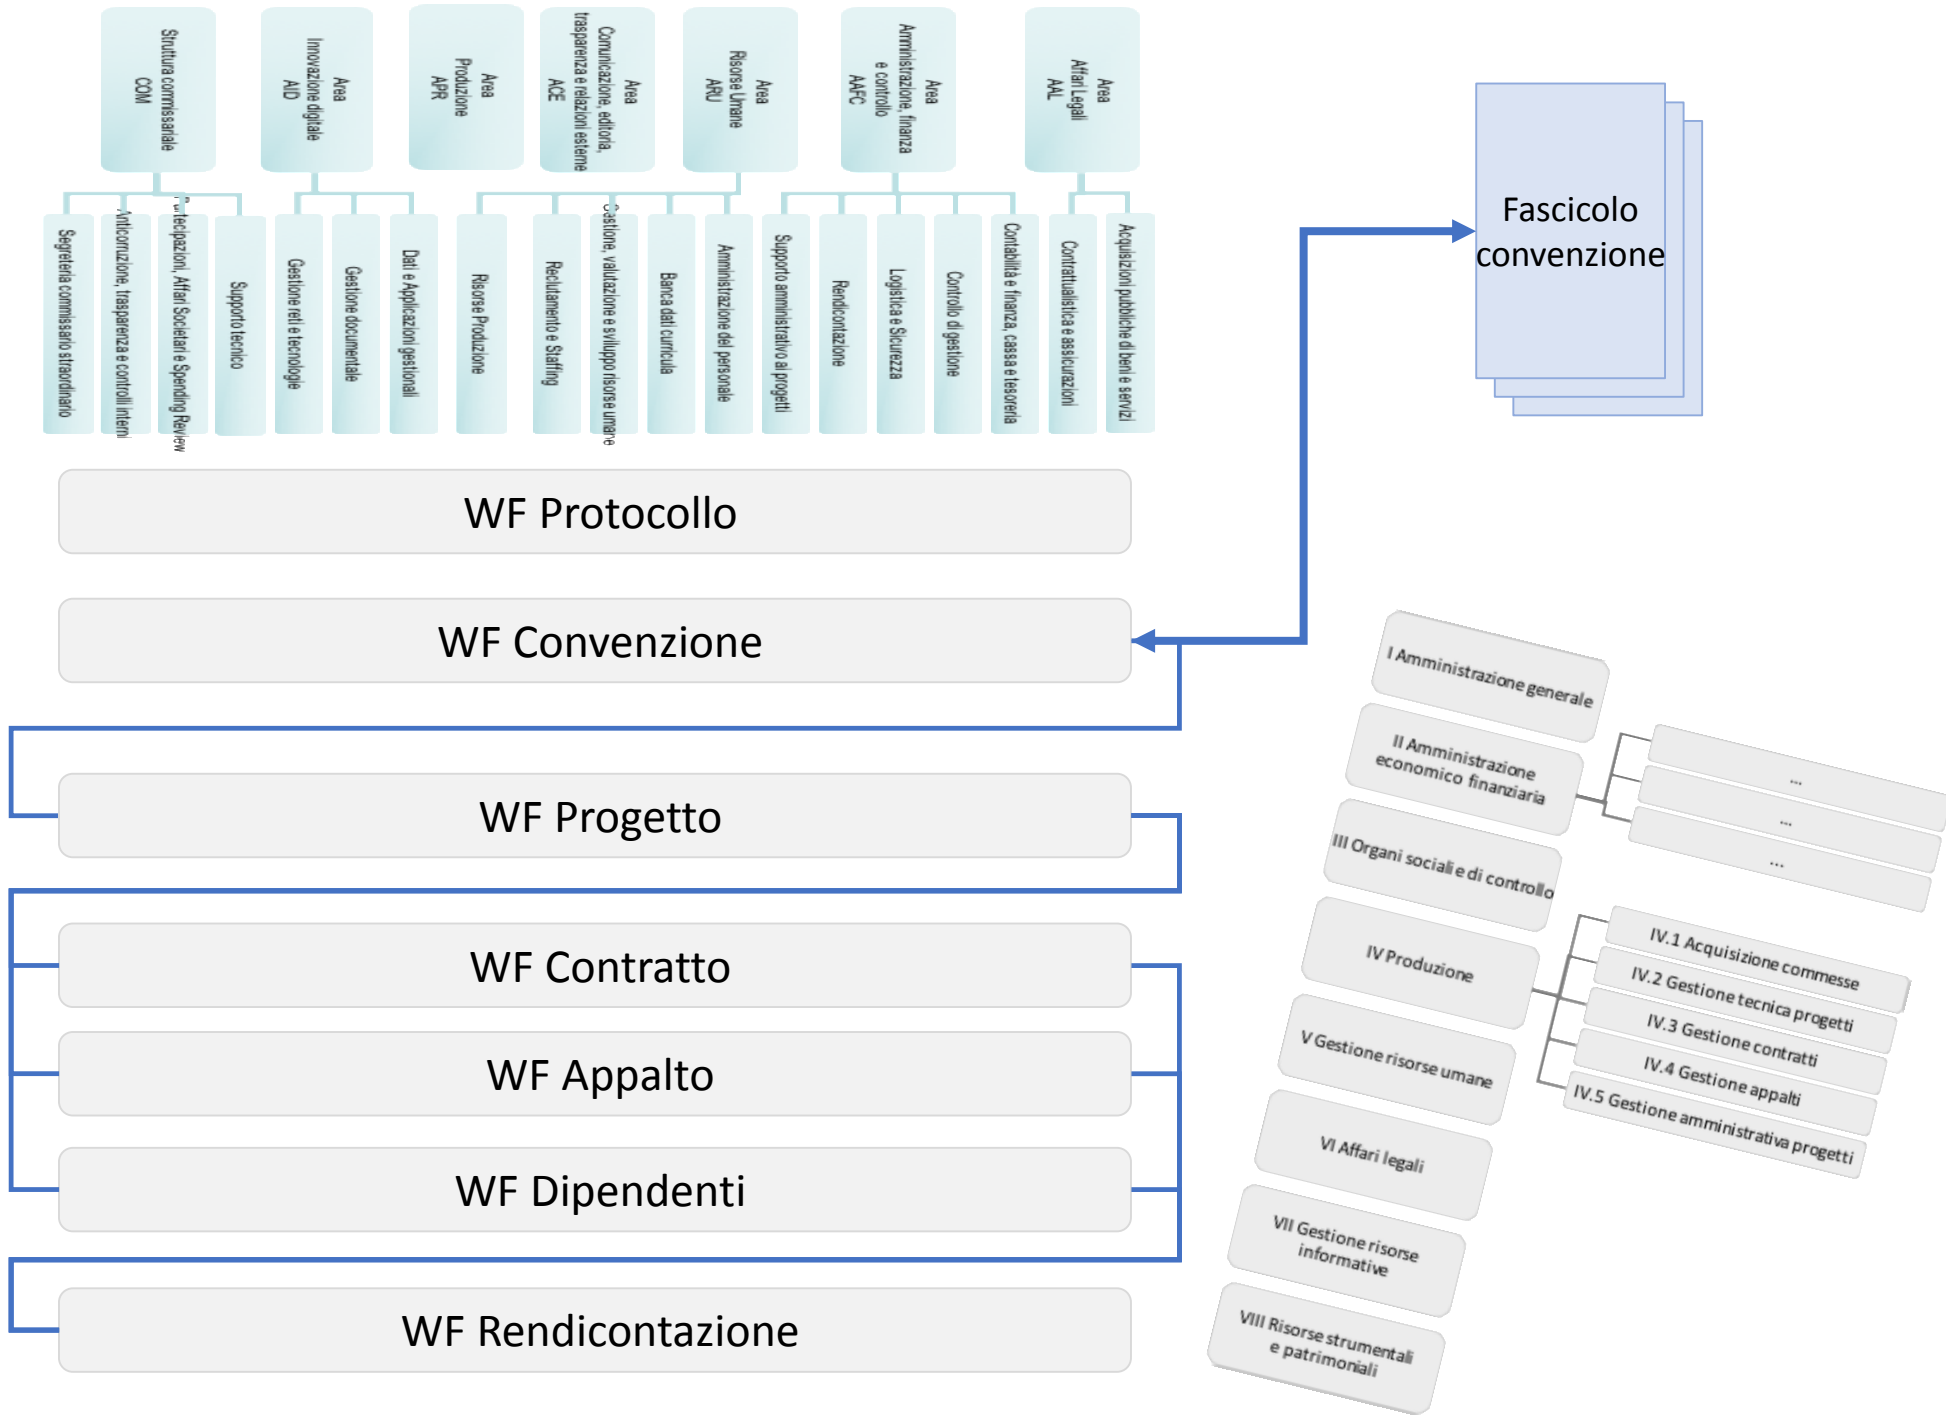 Struttura commissariale
COM
Area
Innovazione digitale
AID
Area
Produzione
APR
Area
Comunicazione, editoria,
trasparenza e relazioni esterne
ACE
Area
Risorse Umane
ARU
Area
Amministrazione, finanza
e controllo
AAFC
Area
Affari Legali
AAL
Segreteria commissario straordinario
Anticorruzione, trasparenza e controlli interni
Partecipazioni, Affari Societari e Spending Review
Supporto tecnico
Gestione reti e tecnologie
Gestione documentale
Dati e Applicazioni gestionali
Risorse Produzione
Reclutamento e Staffing
Gestione, valutazione e sviluppo risorse umane
Banca dati curricula
Amministrazione del personale
Supporto amministrativo ai progetti
Rendicontazione
Logistica e Sicurezza
Controllo di gestione
Contabilità e finanza, cassa e tesoreria
Contrattualistica e assicurazioni
Acquisizioni pubbliche di beni e servizi
Fascicolo
convenzione
WF Protocollo
WF Convenzione
WF Progetto
WF Contratto
WF Appalto
WF Dipendenti
WF Rendicontazione
I Amministrazione generale
II Amministrazione
economico finanziaria
...
...
...
III Organi sociali e di controllo
IV Produzione
IV.1 Acquisizione commesse
IV.2 Gestione tecnica progetti
IV.3 Gestione contratti
IV.4 Gestione appalti
IV.5 Gestione amministrativa progetti
V Gestione risorse umane
VI Affari legali
VII Gestione risorse
informative
VIII Risorse strumentali
e patrimoniali